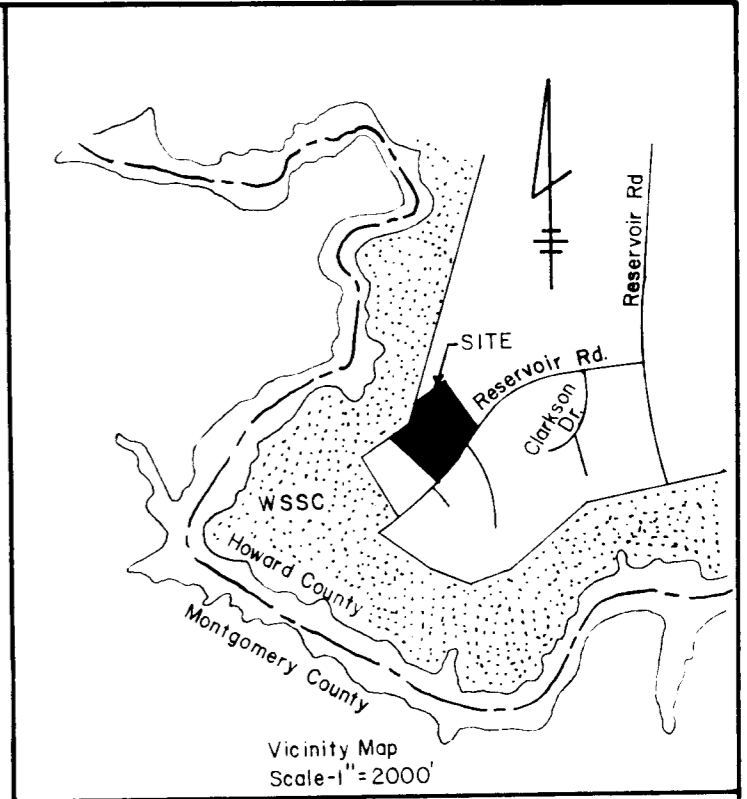 Reservoir Rd
SITE
Reservoir Rd.
Clarkson
Dr.
WSSC
Howard County
Montgomery County
Vicinity Map
Scale-1"=2000'